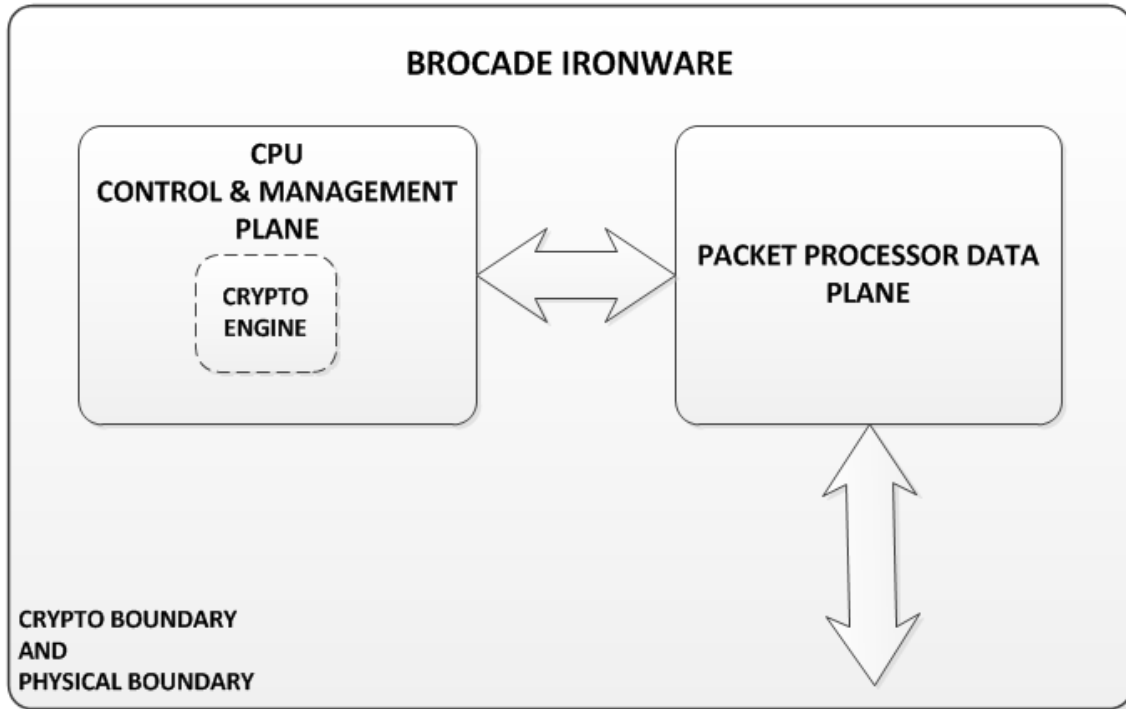 BROCADE IRONWARE
CPU
CONTROL & MANAGEMENT
PLANE
CRYPTO
ENGINE
PACKET PROCESSOR DATA
PLANE
CRYPTO BOUNDARY
AND
PHYSICAL BOUNDARY